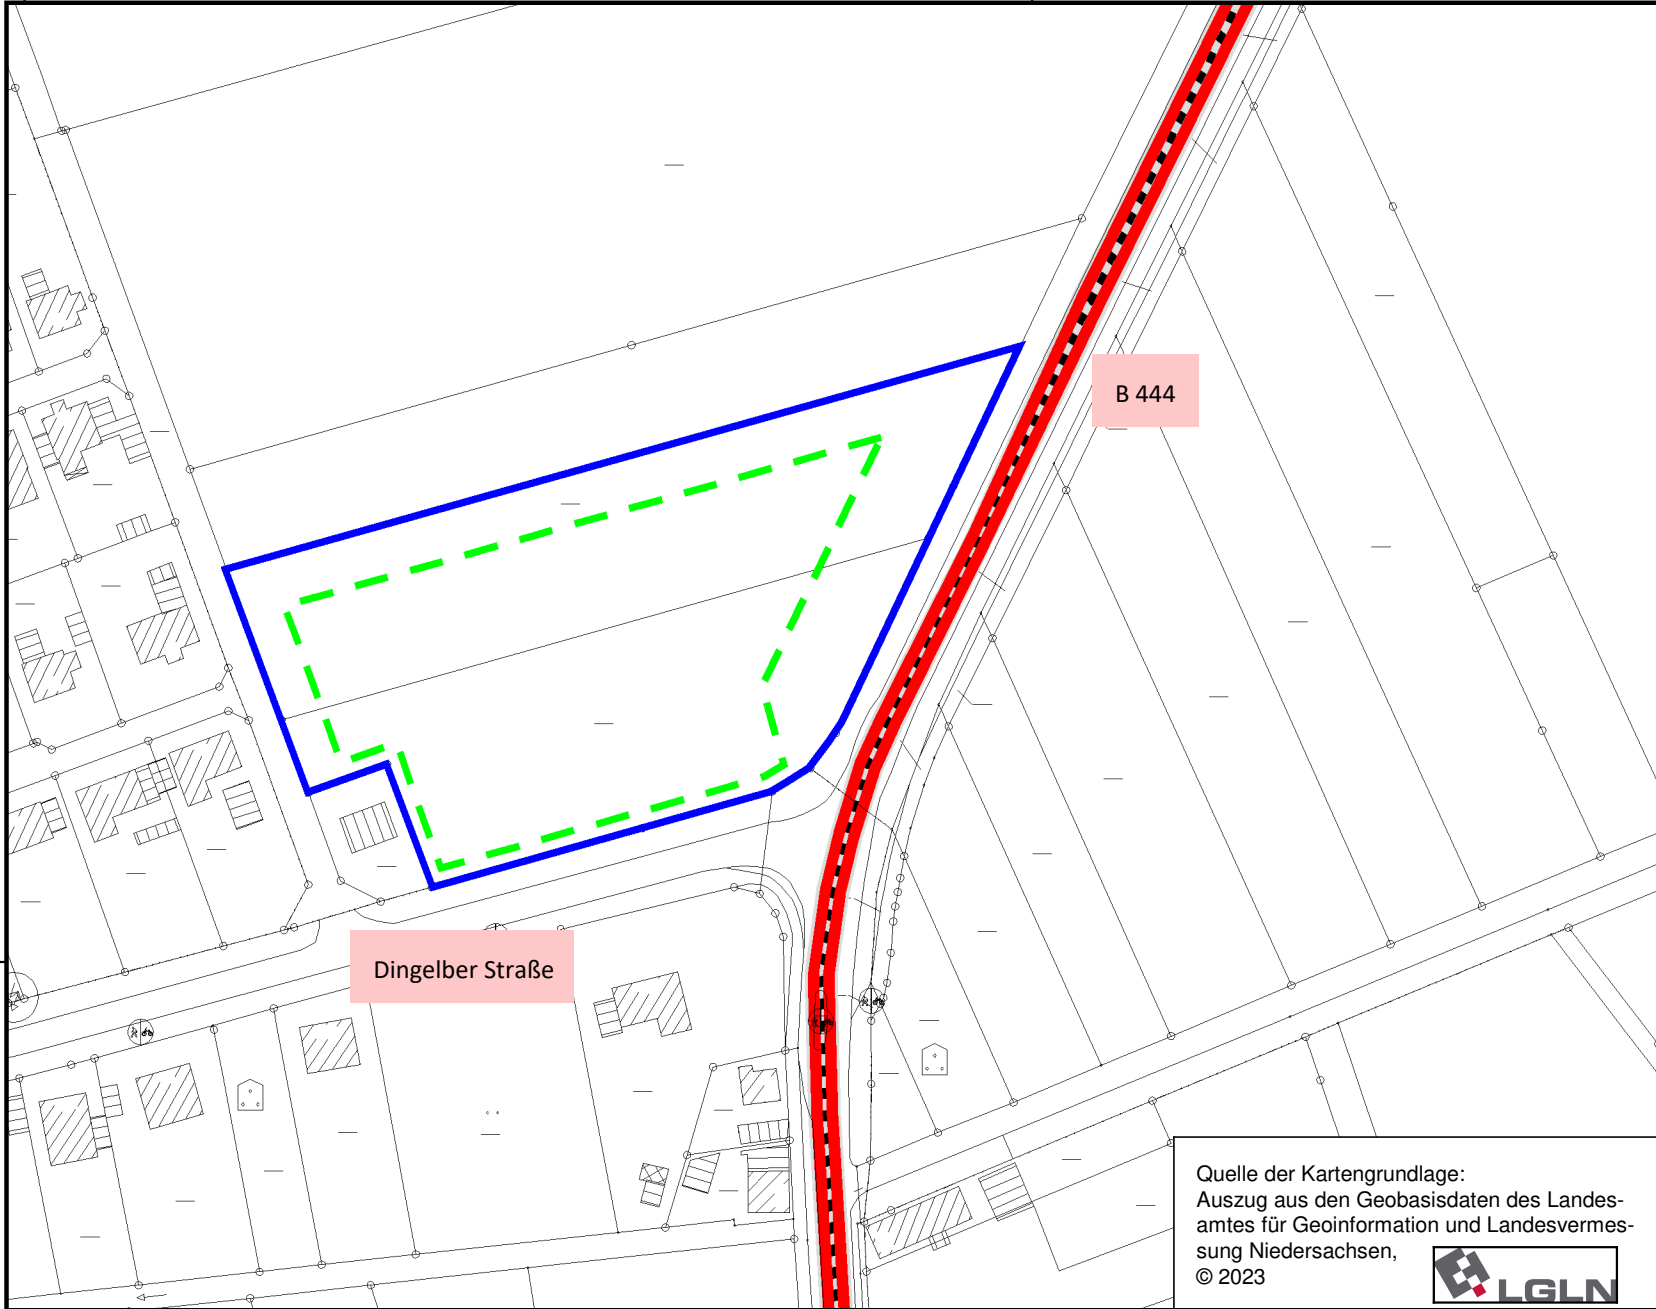 B 444
Dingelber Straße
Quelle der Kartengrundlage:
Auszug aus den Geobasisdaten des Landes-
amtes für Geoinformation und Landesvermes-
sung Niedersachsen,
© 2023
LGLN